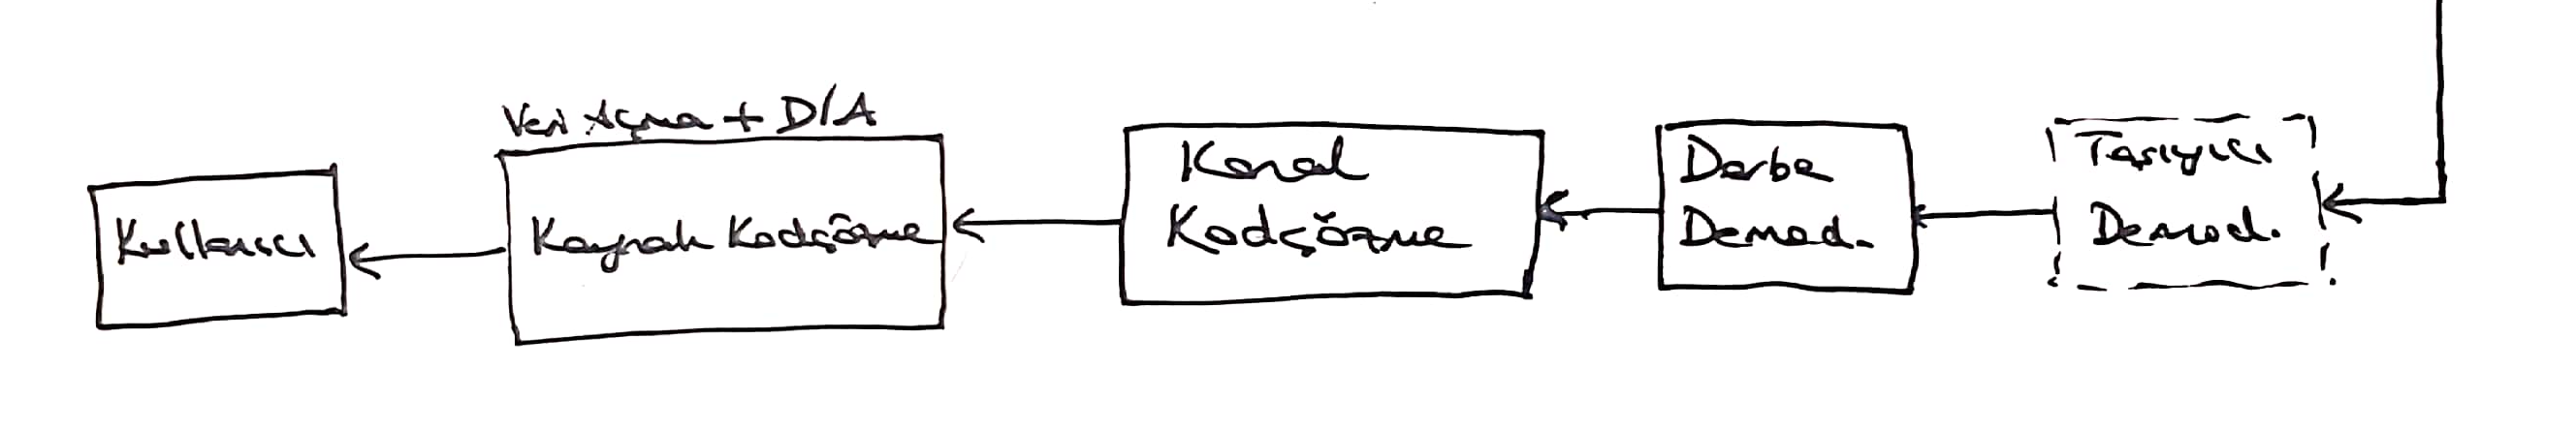 Veri Açma + D/A
Kullanıcı
Kaynak Kodçözme
Kanal
Kodçözme
Darbe
Demod.
Taşıyıcı
Demod.